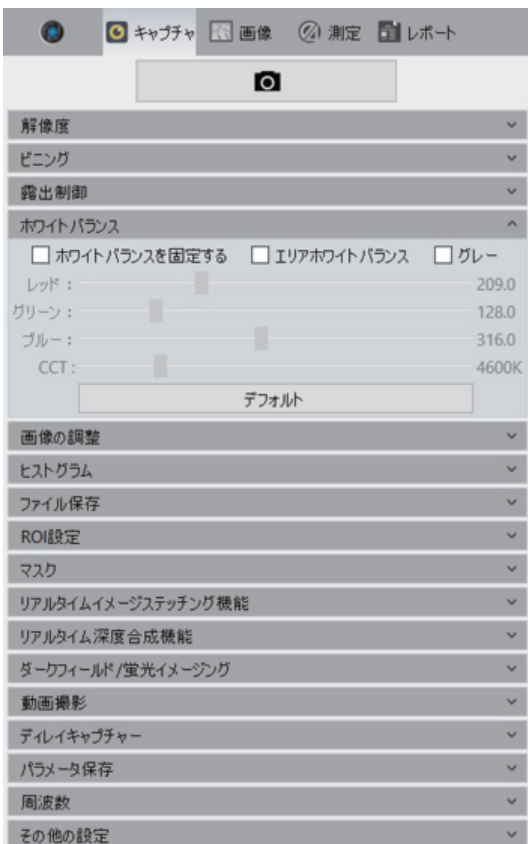 キャプチャ 画像 測定 レポート
解像度
ビニング
露出制御
ホワイトバランス
ホワイトバランスを固定する エリアホワイトバランス グレー
レッド： 209.0
グリーン： 128.0
ブルー： 316.0
CCT： 4600K
デフォルト
画像の調整
ヒストグラム
ファイル保存
ROI設定
マスク
リアルタイムイメージステッチング機能
リアルタイム深度合成機能
ダークフィールド/蛍光イメージング
動画撮影
ディレイキャプチャー
パラメータ保存
周波数
その他の設定